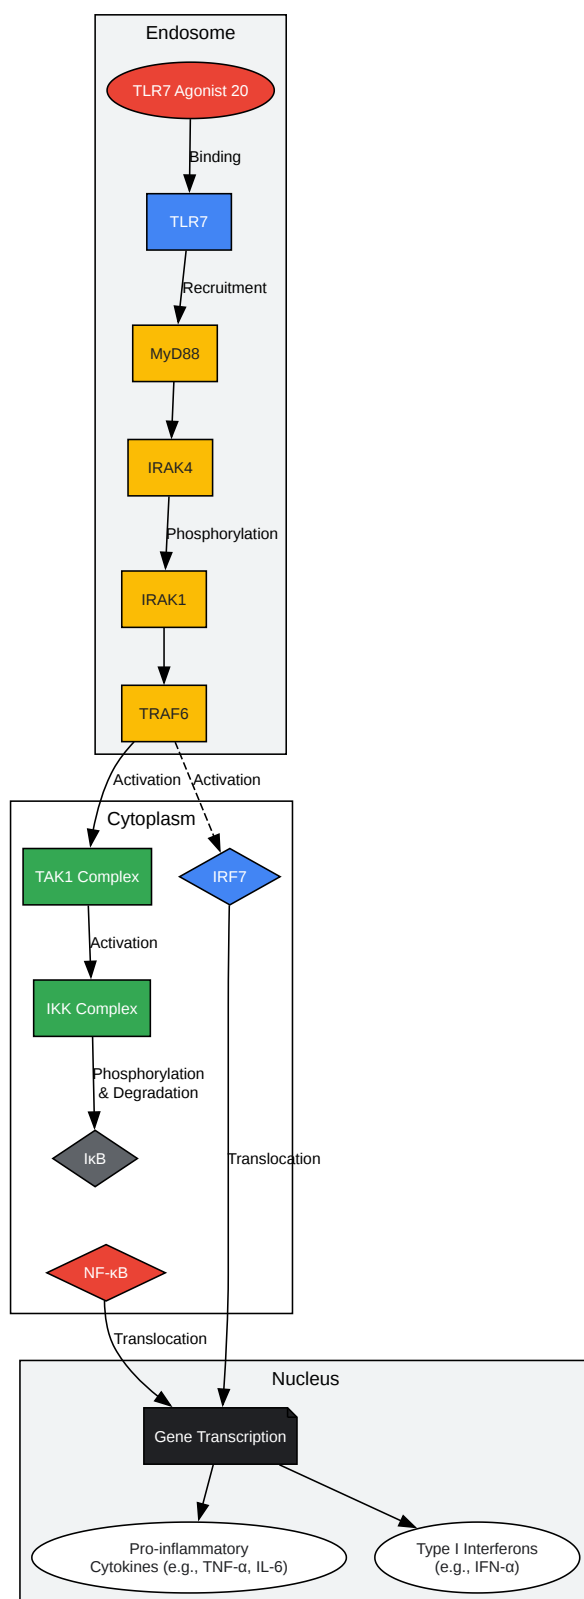 Endosome
TLR7 Agonist 20
Binding
TLR7
Recruitment
MyD88
IRAK4
Phosphorylation
IRAK1
TRAF6
Activation
Activation
Cytoplasm
TAK1 Complex
IRF7
Activation
IKK Complex
Phosphorylation
& Degradation
IκB
Translocation
NF-κB
Translocation
Nucleus
Gene Transcription
Pro-inflammatory
Cytokines (e.g., TNF-α, IL-6)
Type I Interferons
(e.g., IFN-α)